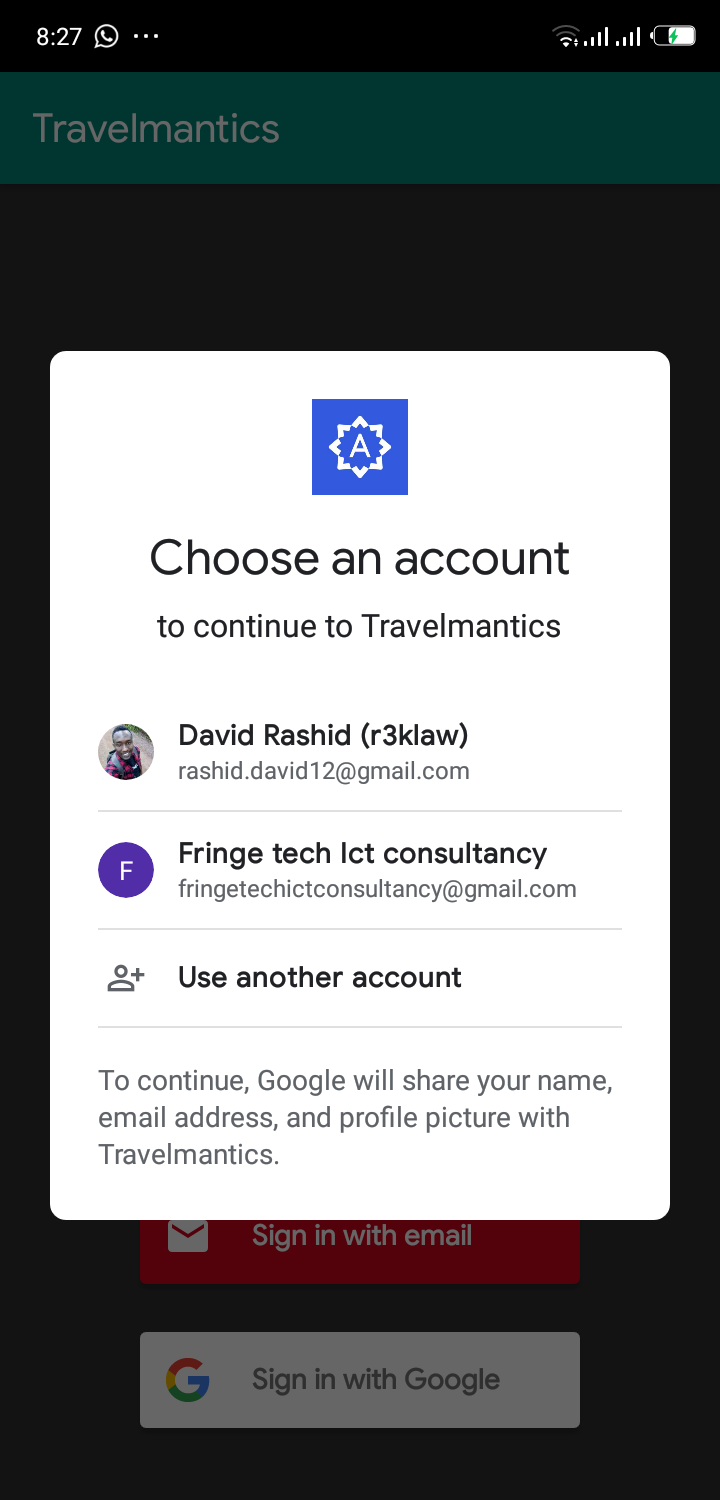 8:27
Travelmantics
A
Choose an account
to continue to Travelmantics
David Rashid (r3klaw)
rashid.david12@gmail.com
F
Fringe tech Ict consultancy
fringetechictconsultancy@gmail.com
Use another account
To continue, Google will share your name,
email address, and profile picture with
Travelmantics.
Sign in with email
G
Sign in with Google